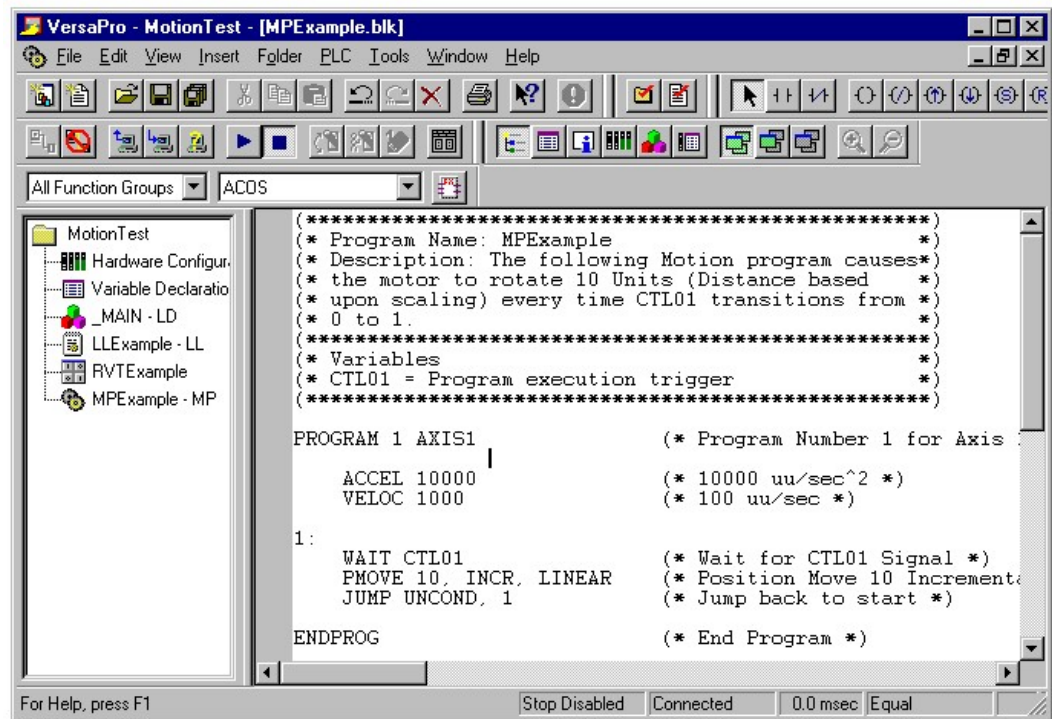 VersaPro - MotionTest - [MPExample.blk]
File Edit View Insert Folder PLC Tools Window Help
All Function Groups ACOS
MotionTest
Hardware Configur
Variable Declaratio
_MAIN - LD
LLExample - LL
RVTExample
MPExample - MP
(***************************************************)
(* Program Name: MPExample *)
(* Description: The following Motion program causes*)
(* the motor to rotate 10 Units (Distance based *)
(* upon scaling) every time CTL01 transitions from *)
(* 0 to 1. *)
(***************************************************)
(* Variables *)
(* CTL01 = Program execution trigger *)
(***************************************************)
PROGRAM 1 AXIS1 (* Program Number 1 for Axis
ACCEL 10000 (* 10000 uu/sec^2 *)
VELOC 1000 (* 100 uu/sec *)
1:
WAIT CTL01 (* Wait for CTL01 Signal *)
PMOVE 10, INCR, LINEAR (* Position Move 10 Increment
JUMP UNCOND, 1 (* Jump back to start *)
ENDPROG (* End Program *)
For Help, press F1 Stop Disabled Connected 0.0 msec Equal